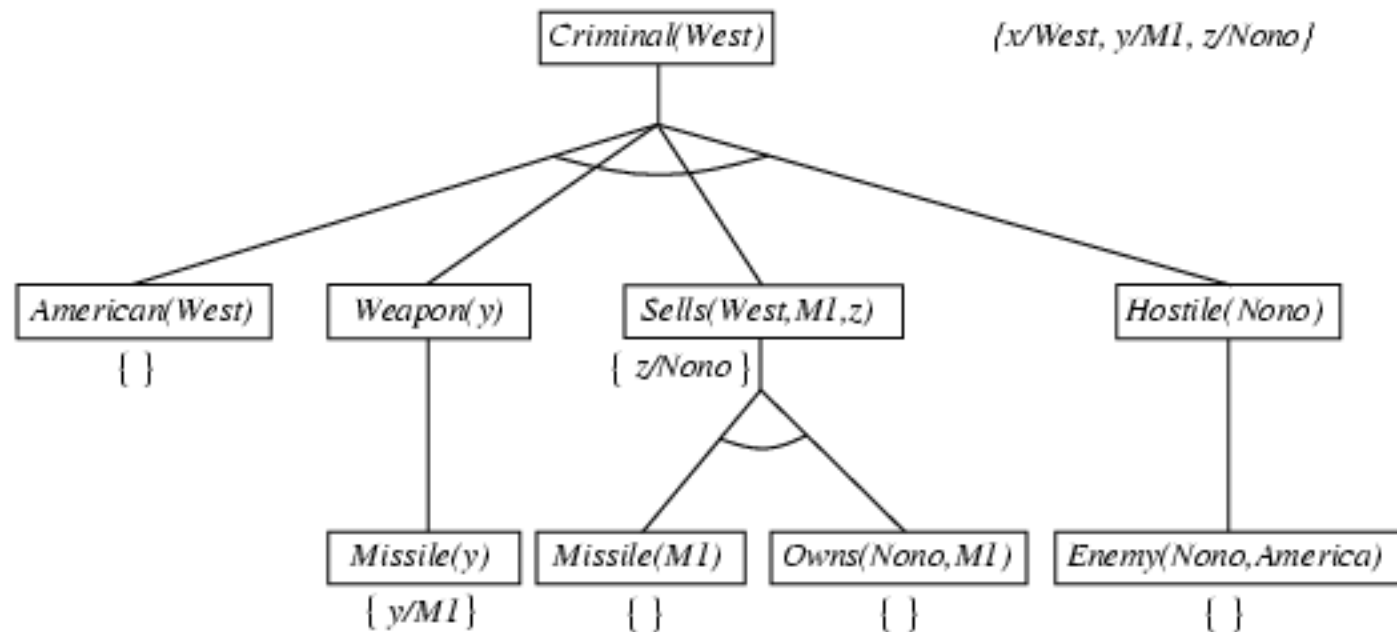 Criminal(West)
{x/West, y/M1, z/Nono}
American(West)
Weapon(y)
Sells(West,M1,z)
Hostile(Nono)
{ }
{ z/Nono }
Missile(y)
Missile(M1)
Owns(Nono,M1)
Enemy(Nono,America)
{ y/M1 }
{ }
{ }
{ }